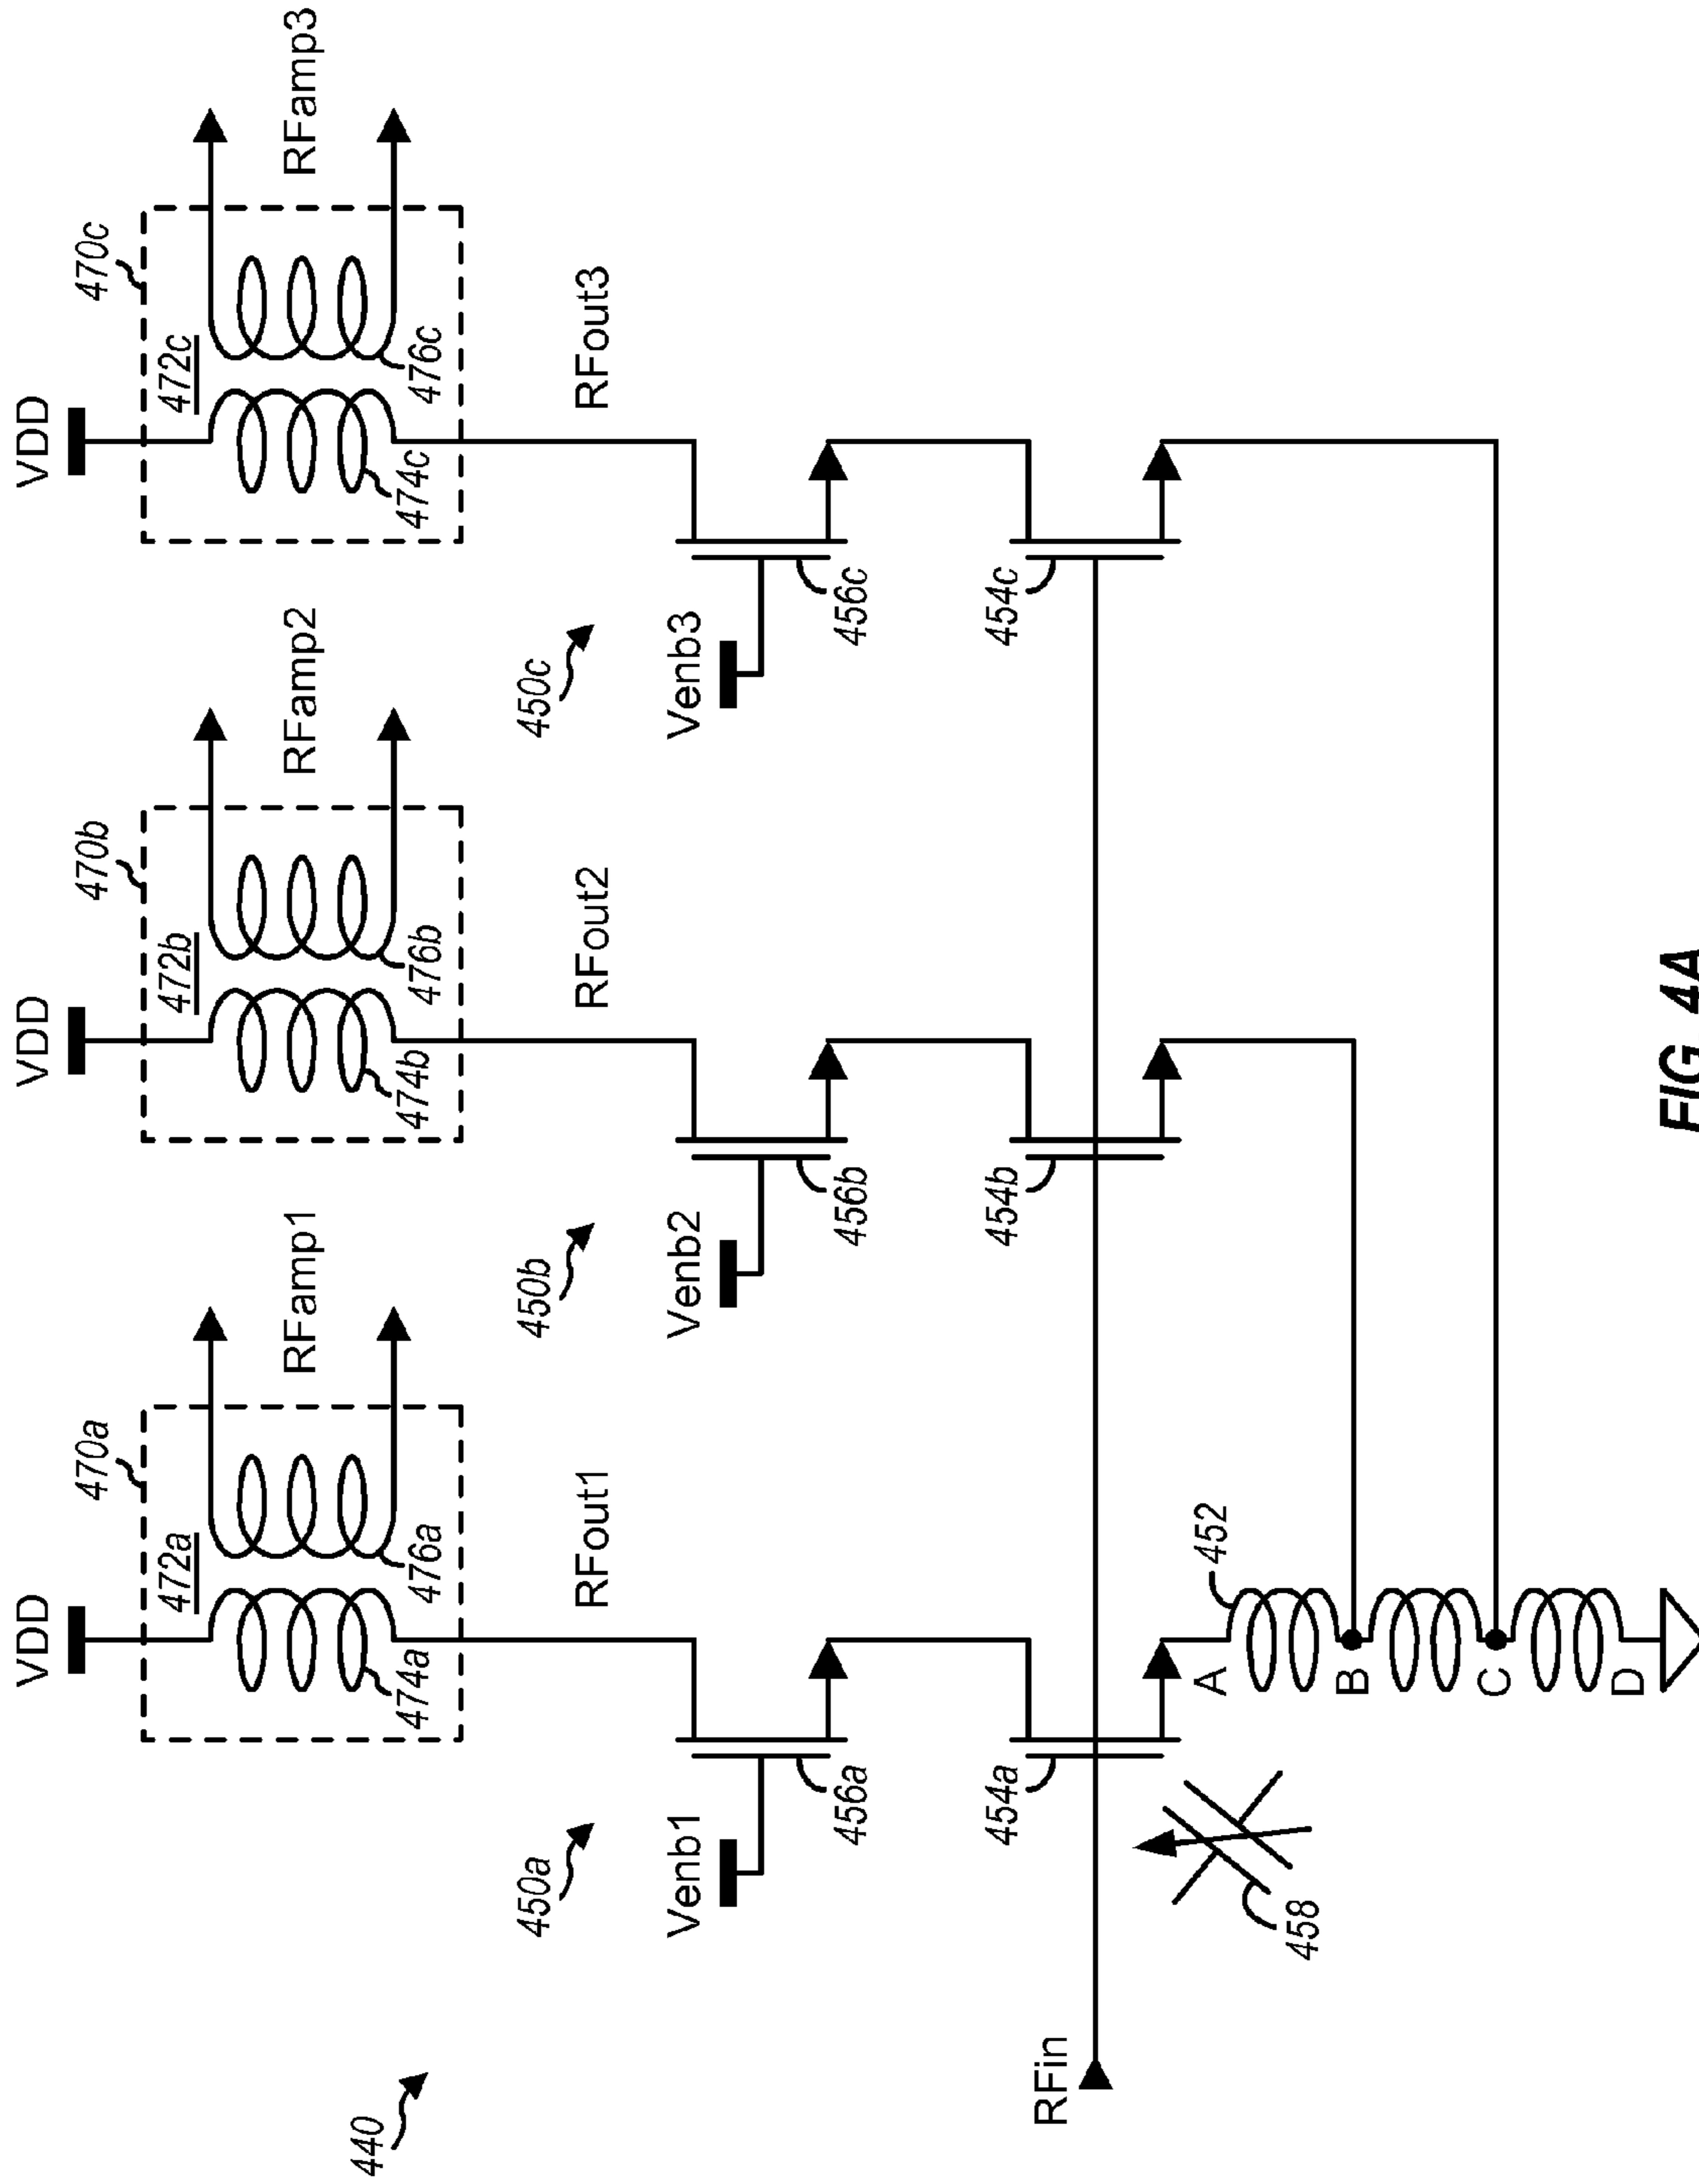 VDD
VDD
VDD
470a
470b
470c
472a
472b
472c
RFamp1
RFamp2
RFamp3
474a
476a
474b
476b
474c
476c
440
450a
RFout1
450b
RFout2
450c
RFout3
Venb1
Venb2
Venb3
456a
456b
456c
RFin
454a
454b
454c
458
A
452
B
C
D
FIG. 4A